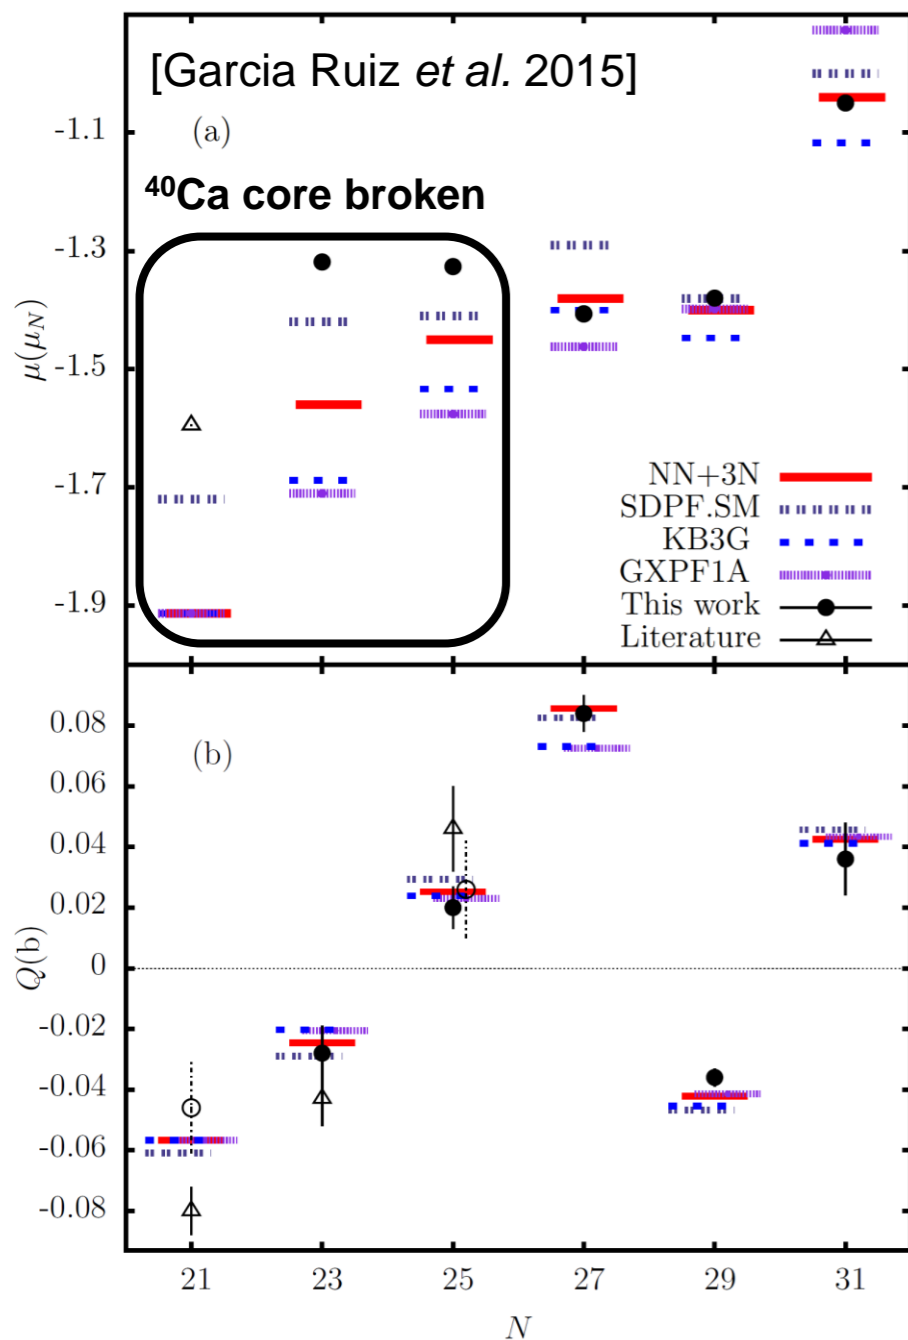 [Garcia Ruiz et al. 2015]
(a)
⁴⁰Ca core broken
μ(μ_N)
-1.1
-1.3
-1.5
-1.7
-1.9
NN+3N
SDPF.SM
KB3G
GXPF1A
This work
Literature
(b)
Q(b)
0.08
0.06
0.04
0.02
0
-0.02
-0.04
-0.06
-0.08
21 23 25 27 29 31
N